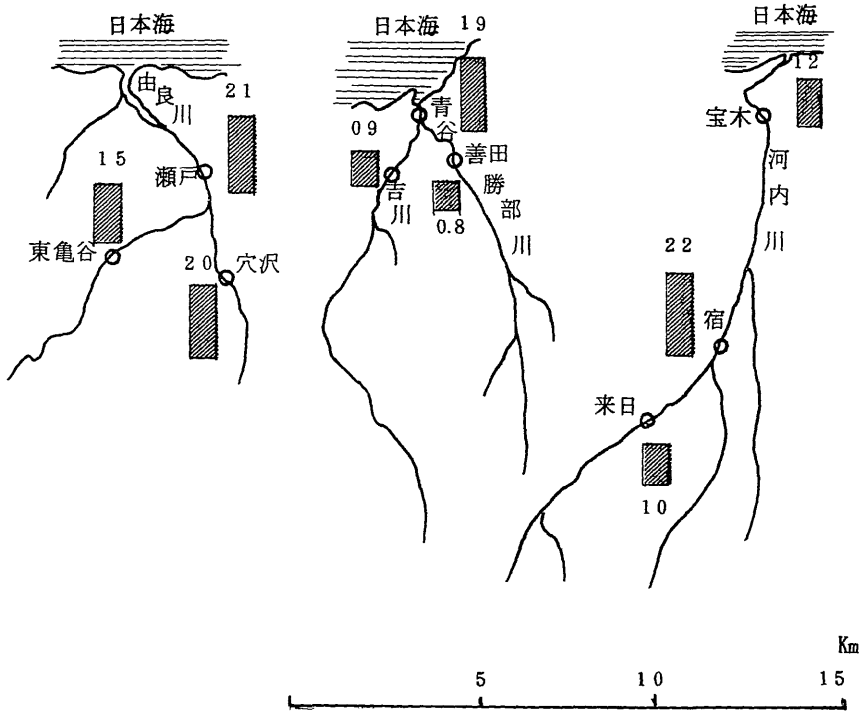 日本海
由良川
21
瀬戸
15
東亀谷
20
穴沢
日本海
19
青谷
09
吉川
善田
0.8
勝部川
日本海
12
宝木
河内川
22
宿
来日
10
Km
5
10
15